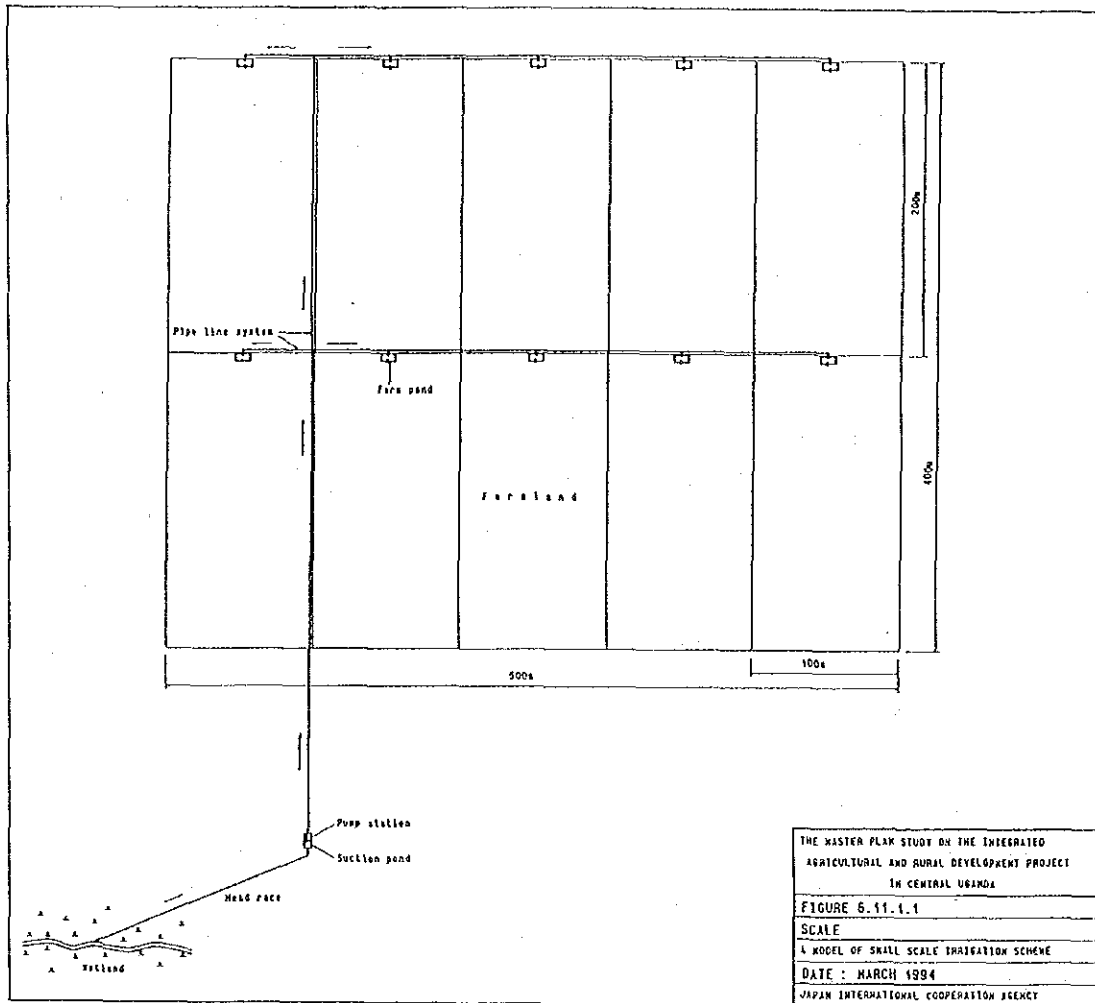 200m
Pipe line system
Farm pond
400m
Farmland
100m
500m
Pump station
Suction pond
Head race
Wetland
THE MASTER PLAN STUDY ON THE INTEGRATED
AGRICULTURAL AND RURAL DEVELOPMENT PROJECT
IN CENTRAL UGANDA
FIGURE 6.11.1.1
SCALE
A MODEL OF SMALL SCALE IRRIGATION SCHEME
DATE : MARCH 1994
JAPAN INTERNATIONAL COOPERATION AGENCY